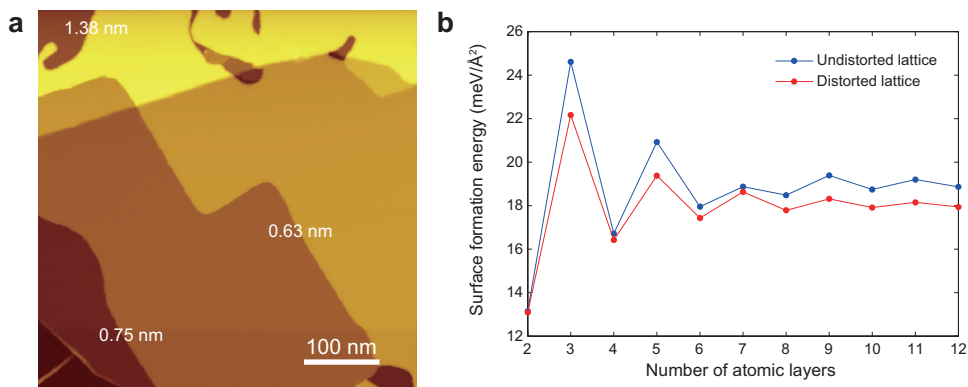 a
1.38 nm
0.63 nm
0.75 nm
100 nm
b
Surface formation energy (meV/Å²)
26
24
22
20
18
16
14
12
Undistorted lattice
Distorted lattice
2 3 4 5 6 7 8 9 10 11 12
Number of atomic layers